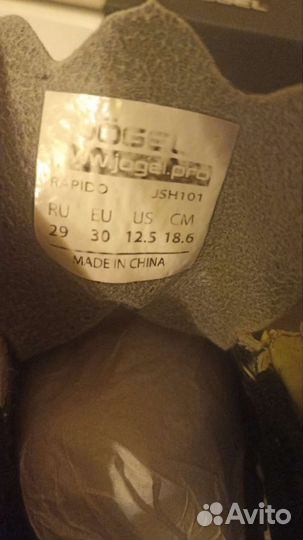 JÖGEL
www.jogel.pro
RAPIDO JSH101
RU EU US CM
29 30 12.5 18.6
MADE IN CHINA
Avito